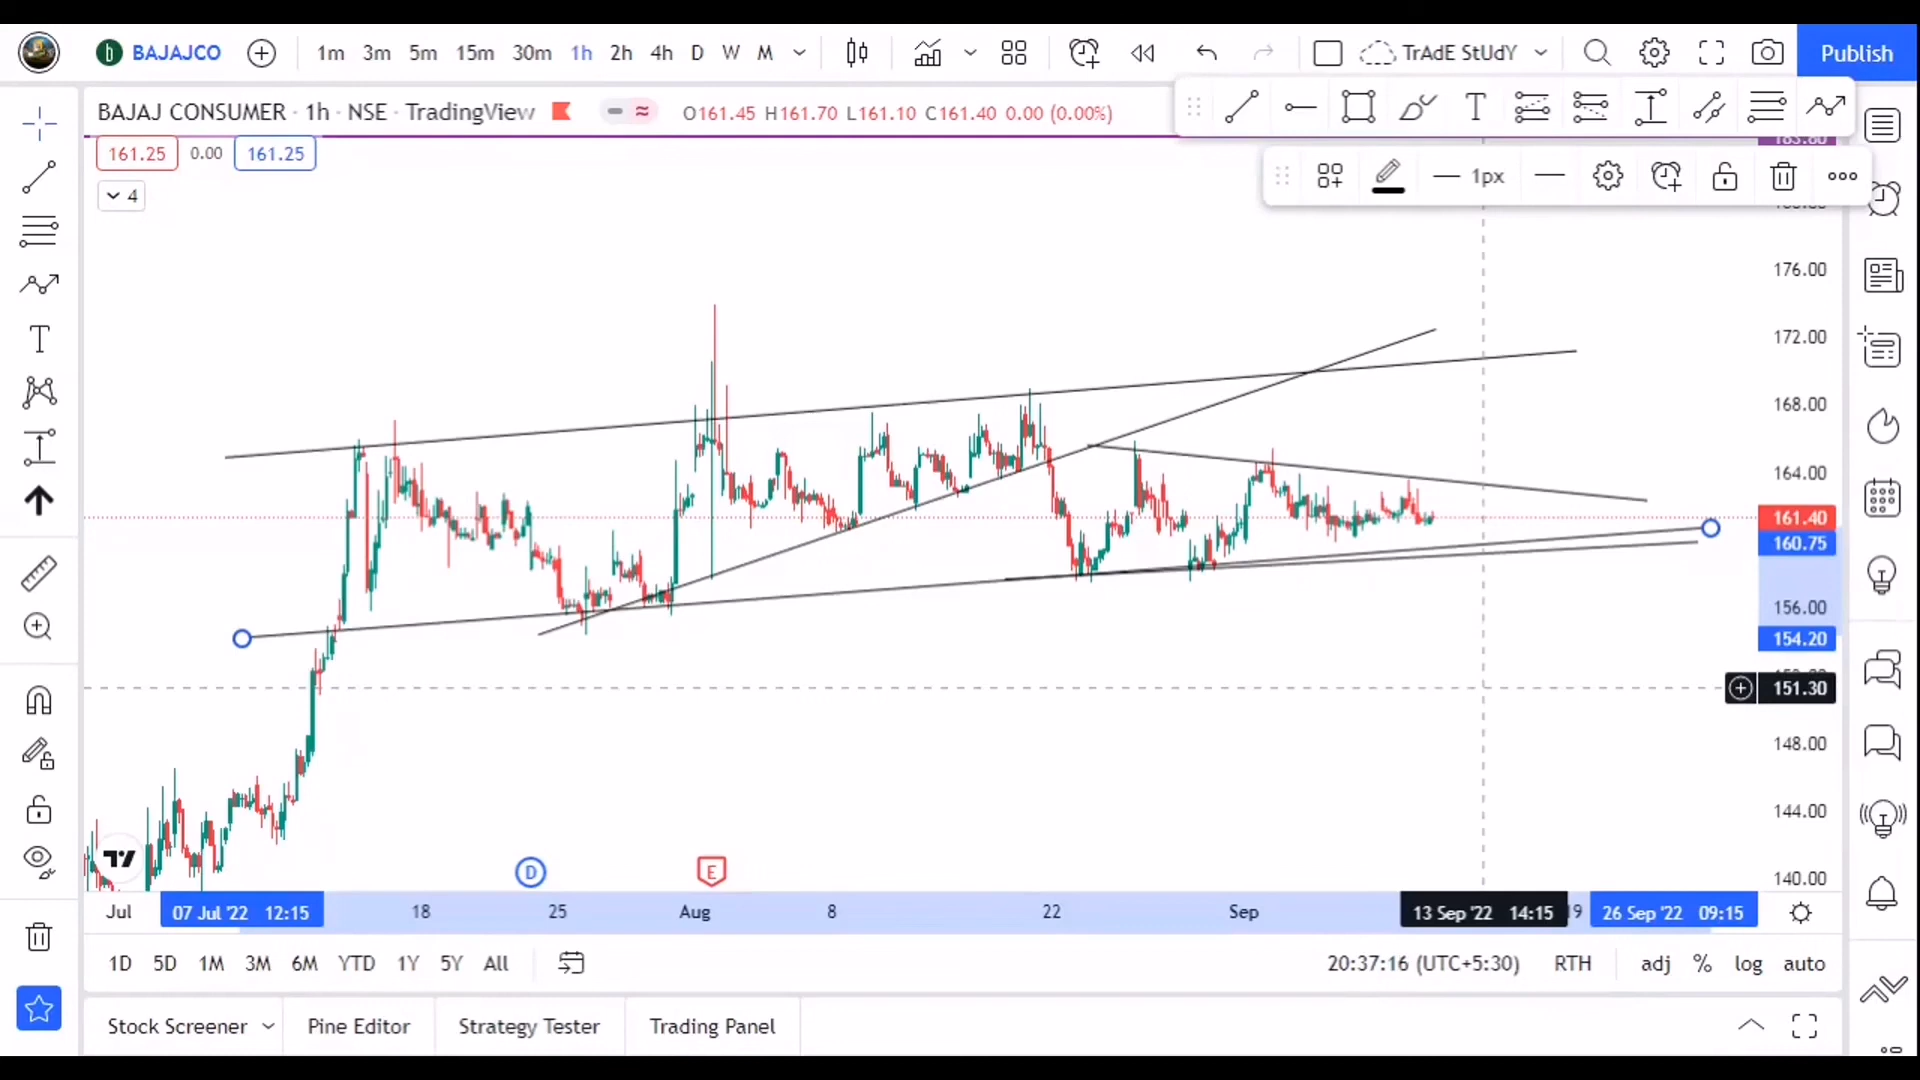 BAJAJCO 1m 3m 5m 15m 30m 1h 2h 4h D W M TrAdE StUdY Publish
BAJAJ CONSUMER · 1h · NSE · TradingView O161.45 H161.70 L161.10 C161.40 0.00 (0.00%)
161.25 0.00 161.25
1px
4
176.00
172.00
168.00
164.00
161.40
160.75
156.00
154.20
151.30
148.00
144.00
140.00
D E
Jul 07 Jul '22 12:15 18 25 Aug 8 22 Sep 13 Sep '22 14:15 19 26 Sep '22 09:15
1D 5D 1M 3M 6M YTD 1Y 5Y All 20:37:16 (UTC+5:30) RTH adj % log auto
Stock Screener Pine Editor Strategy Tester Trading Panel